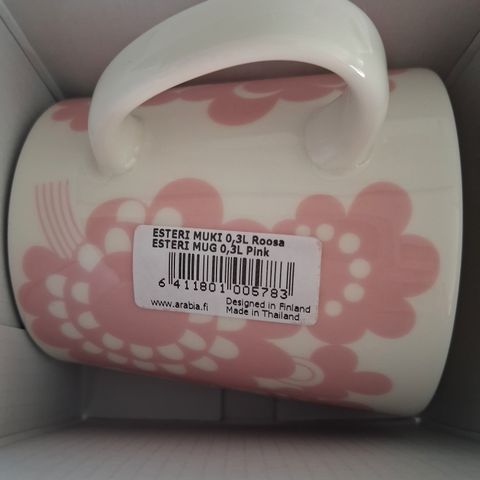 ESTERI MUKI 0,3L Roosa
ESTERI MUG 0,3L Pink
6 411801 005783
www.arabia.fi
Designed in Finland
Made in Thailand